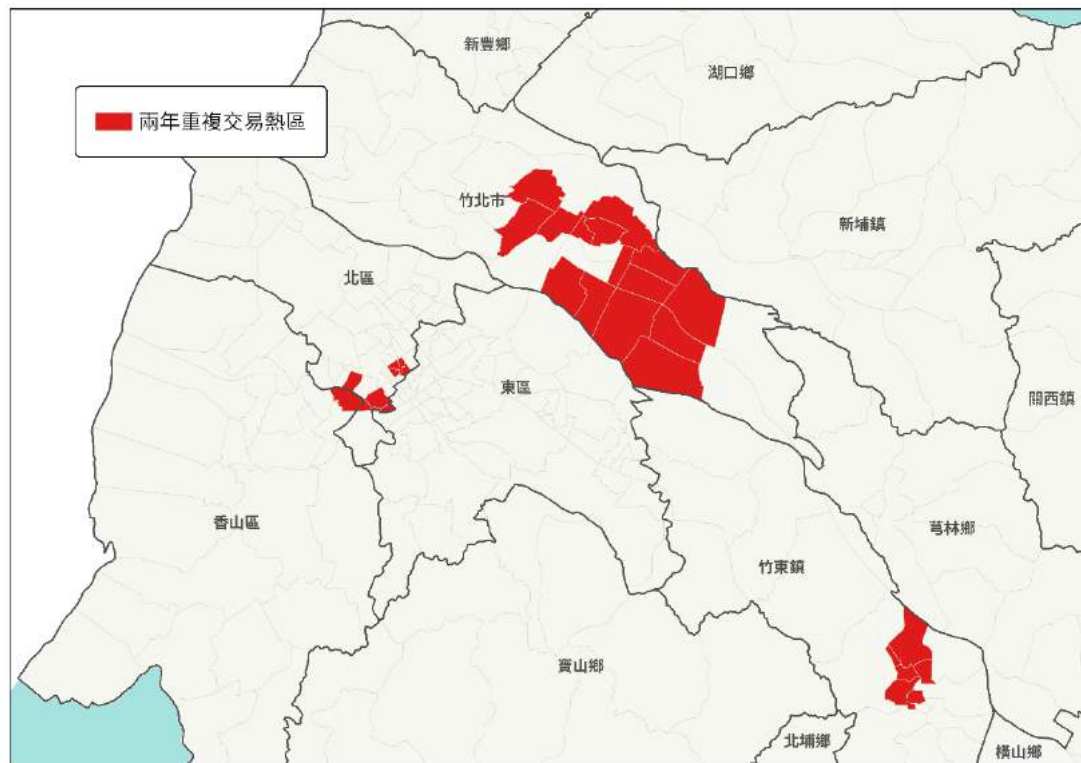 新豐鄉
湖口鄉
兩年重複交易熱區
竹北市
新埔鎮
北區
東區
關西鎮
香山區
芎林鄉
竹東鎮
寶山鄉
北埔鄉
橫山鄉